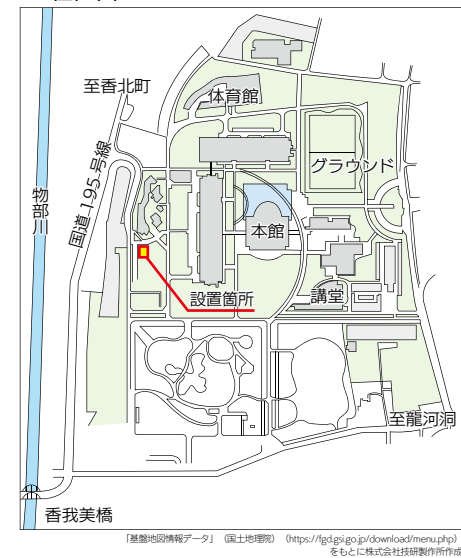 至香北町
体育館
国道195号線
グラウンド
物部川
本館
設置箇所
講堂
至龍河洞
香我美橋
「基盤地図情報データ」（国土地理院）（https://fgd.gsi.go.jp/download/menu.php）
をもとに株式会社技研製作所作成